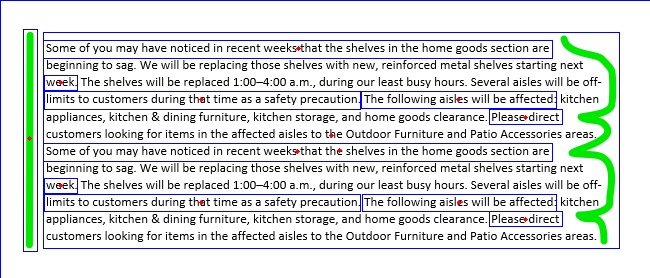 Some of you may have noticed in recent weeks that the shelves in the home goods section are
beginning to sag. We will be replacing those shelves with new, reinforced metal shelves starting next
week. The shelves will be replaced 1:00–4:00 a.m., during our least busy hours. Several aisles will be off-
limits to customers during that time as a safety precaution. The following aisles will be affected: kitchen
appliances, kitchen & dining furniture, kitchen storage, and home goods clearance. Please direct
customers looking for items in the affected aisles to the Outdoor Furniture and Patio Accessories areas.
Some of you may have noticed in recent weeks that the shelves in the home goods section are
beginning to sag. We will be replacing those shelves with new, reinforced metal shelves starting next
week. The shelves will be replaced 1:00–4:00 a.m., during our least busy hours. Several aisles will be off-
limits to customers during that time as a safety precaution. The following aisles will be affected: kitchen
appliances, kitchen & dining furniture, kitchen storage, and home goods clearance. Please direct
customers looking for items in the affected aisles to the Outdoor Furniture and Patio Accessories areas.